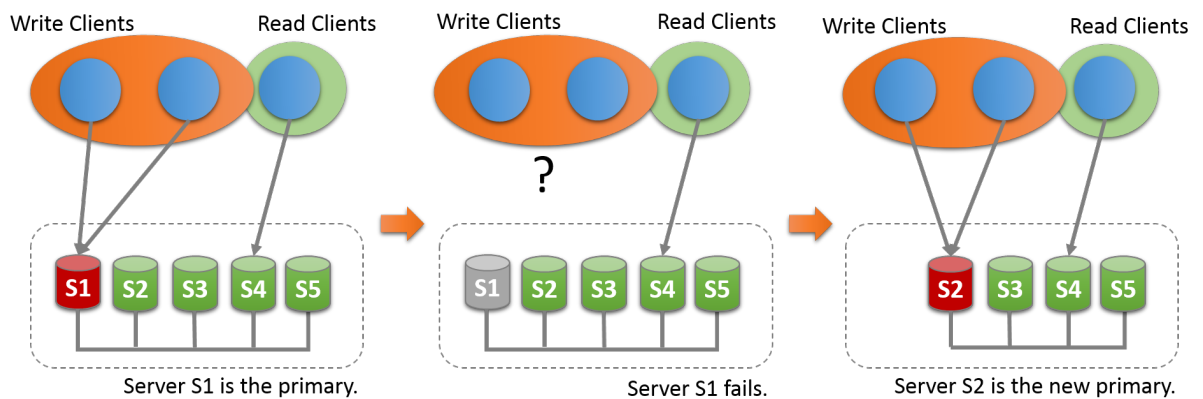 Write Clients
Read Clients
S1
S2
S3
S4
S5
Server S1 is the primary.
Write Clients
Read Clients
?
S1
S2
S3
S4
S5
Server S1 fails.
Write Clients
Read Clients
S2
S3
S4
S5
Server S2 is the new primary.